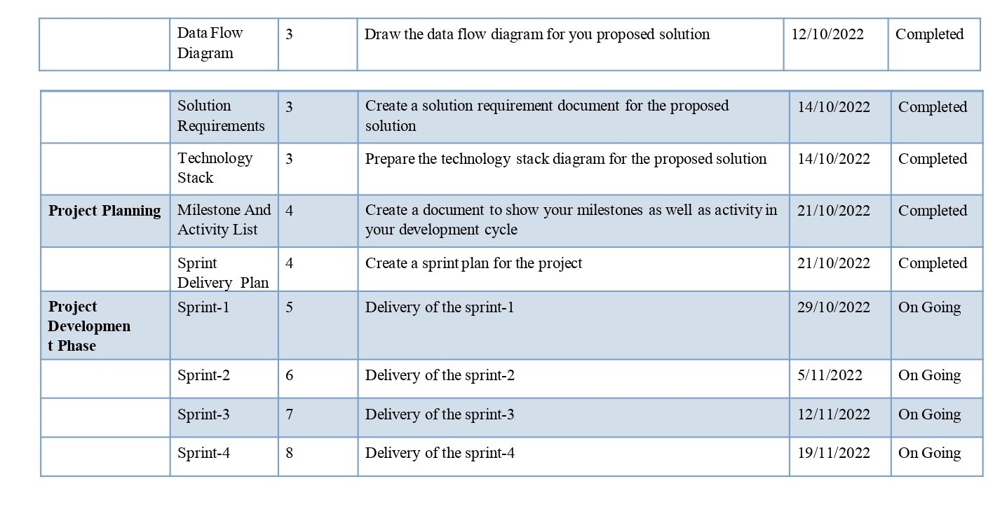 Data Flow 3 Draw the data flow diagram for you proposed solution 12/10/2022 Completed
Diagram
Solution 3 Create a solution requirement document for the proposed 14/10/2022 Completed
Requirements solution
Technology 3 Prepare the technology stack diagram for the proposed solution 14/10/2022 Completed
Stack
Project Planning Milestone And 4 Create a document to show your milestones as well as activity in 21/10/2022 Completed
Activity List your development cycle
Sprint 4 Create a sprint plan for the project 21/10/2022 Completed
Delivery Plan
Project Sprint-1 5 Delivery of the sprint-1 29/10/2022 On Going
Developmen
t Phase
Sprint-2 6 Delivery of the sprint-2 5/11/2022 On Going
Sprint-3 7 Delivery of the sprint-3 12/11/2022 On Going
Sprint-4 8 Delivery of the sprint-4 19/11/2022 On Going